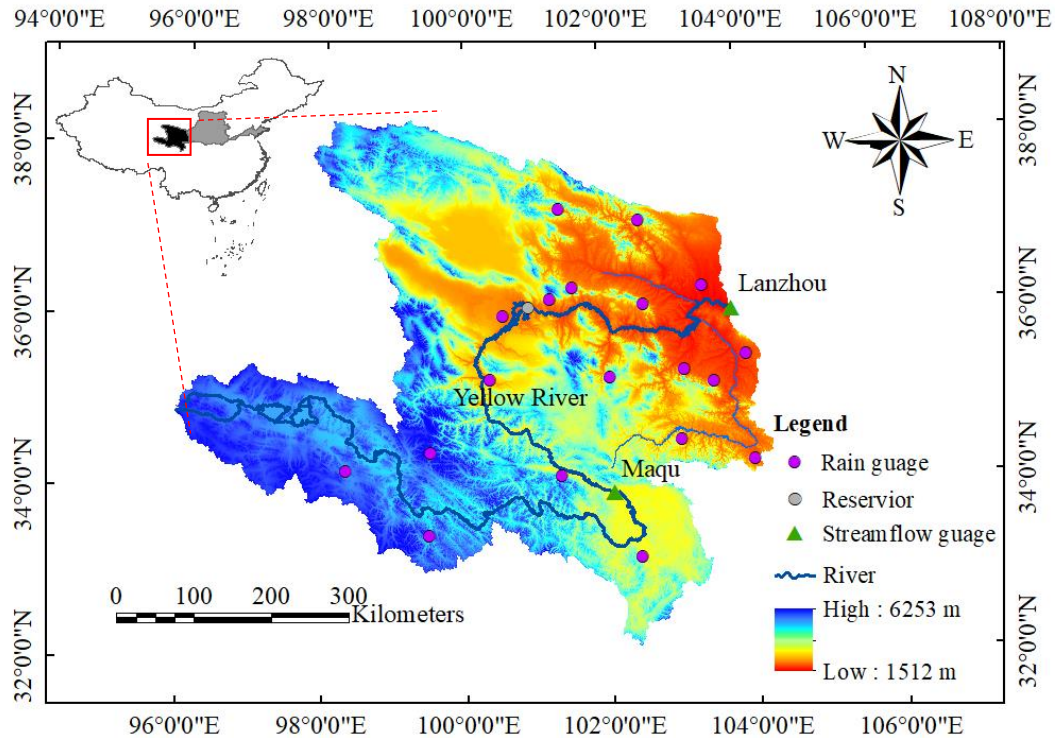 94°0'0"E 96°0'0"E 98°0'0"E 100°0'0"E 102°0'0"E 104°0'0"E 106°0'0"E 108°0'0"E
38°0'0"N
36°0'0"N
34°0'0"N
32°0'0"N
N
W E
S
38°0'0"N
36°0'0"N
34°0'0"N
32°0'0"N
Lanzhou
Yellow River
Maqu
Legend
Rain guage
Reservior
Streamflow guage
River
High : 6253 m
Low : 1512 m
0 100 200 300
Kilometers
96°0'0"E 98°0'0"E 100°0'0"E 102°0'0"E 104°0'0"E 106°0'0"E